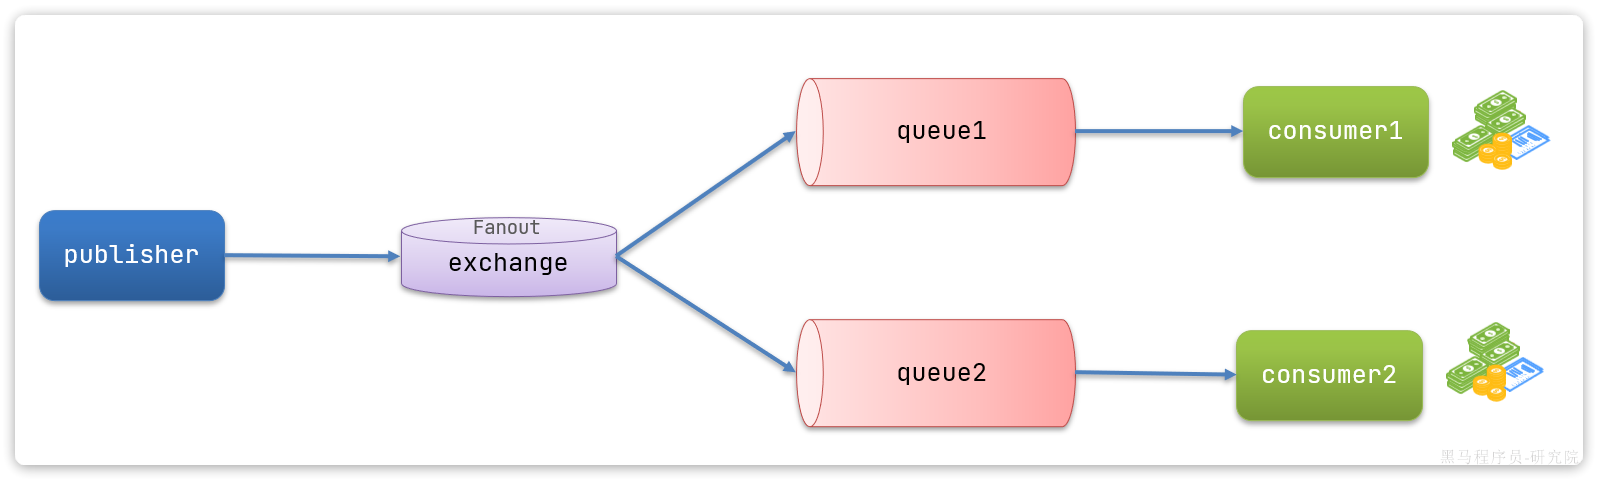 publisher
Fanout
exchange
queue1
consumer1
queue2
consumer2
黑马程序员-研究院